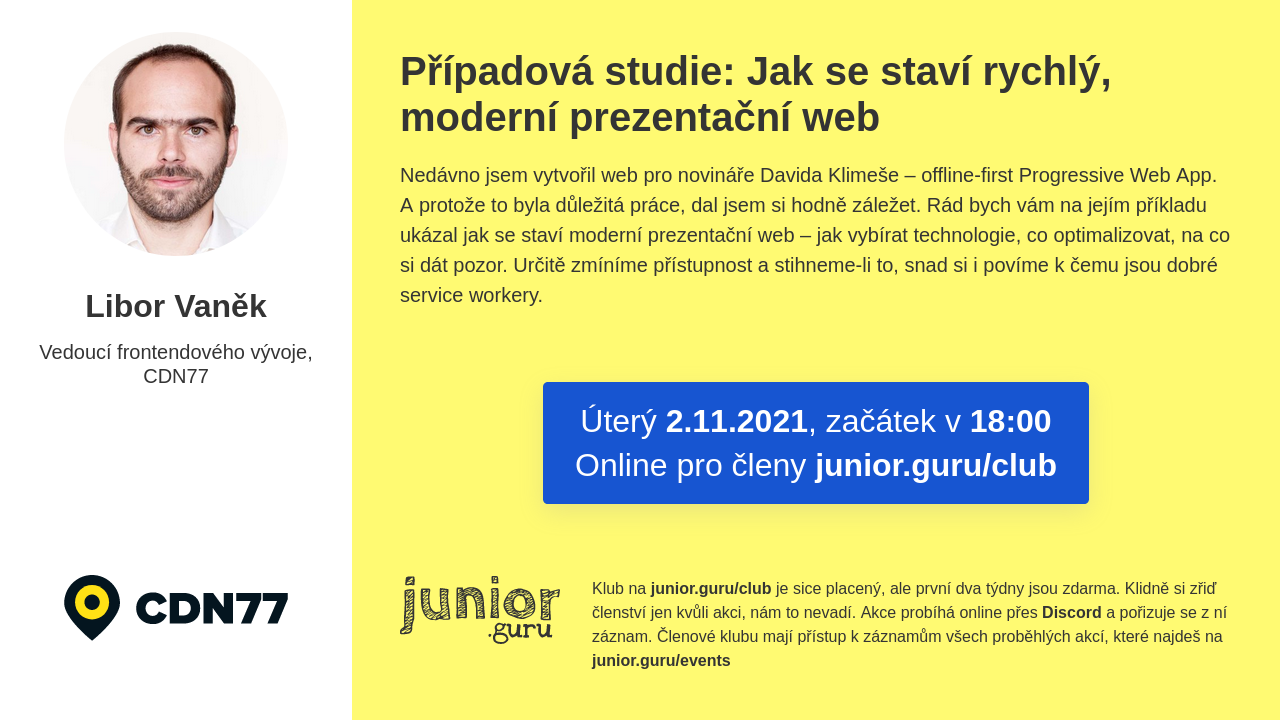 Libor Vaněk
Vedoucí frontendového vývoje,
CDN77
CDN77
Případová studie: Jak se staví rychlý,
moderní prezentační web
Nedávno jsem vytvořil web pro novináře Davida Klimeše – offline-first Progressive Web App.
A protože to byla důležitá práce, dal jsem si hodně záležet. Rád bych vám na jejím příkladu
ukázal jak se staví moderní prezentační web – jak vybírat technologie, co optimalizovat, na co
si dát pozor. Určitě zmíníme přístupnost a stihneme-li to, snad si i povíme k čemu jsou dobré
service workery.
Úterý 2.11.2021, začátek v 18:00
Online pro členy junior.guru/club
junior
.guru
Klub na junior.guru/club je sice placený, ale první dva týdny jsou zdarma. Klidně si zřiď
členství jen kvůli akci, nám to nevadí. Akce probíhá online přes Discord a pořizuje se z ní
záznam. Členové klubu mají přístup k záznamům všech proběhlých akcí, které najdeš na
junior.guru/events